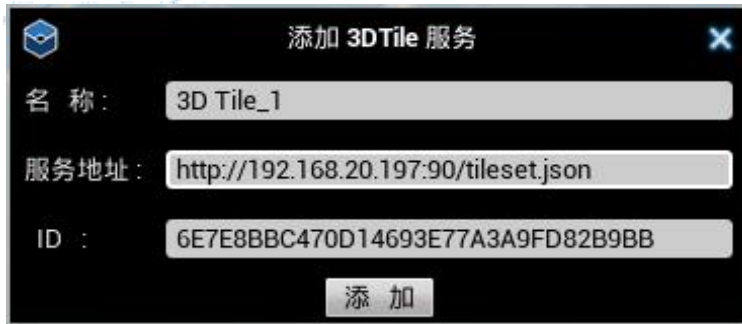 添加 3DTile 服务
名 称 : 3D Tile_1
服务地址 : http://192.168.20.197:90/tileset.json
ID : 6E7E8BBC470D14693E77A3A9FD82B9BB
添 加